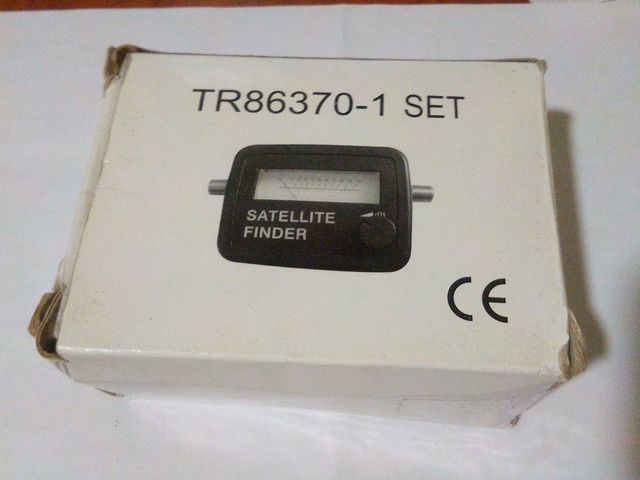 TR86370-1 SET
SATELLITE
FINDER
CE